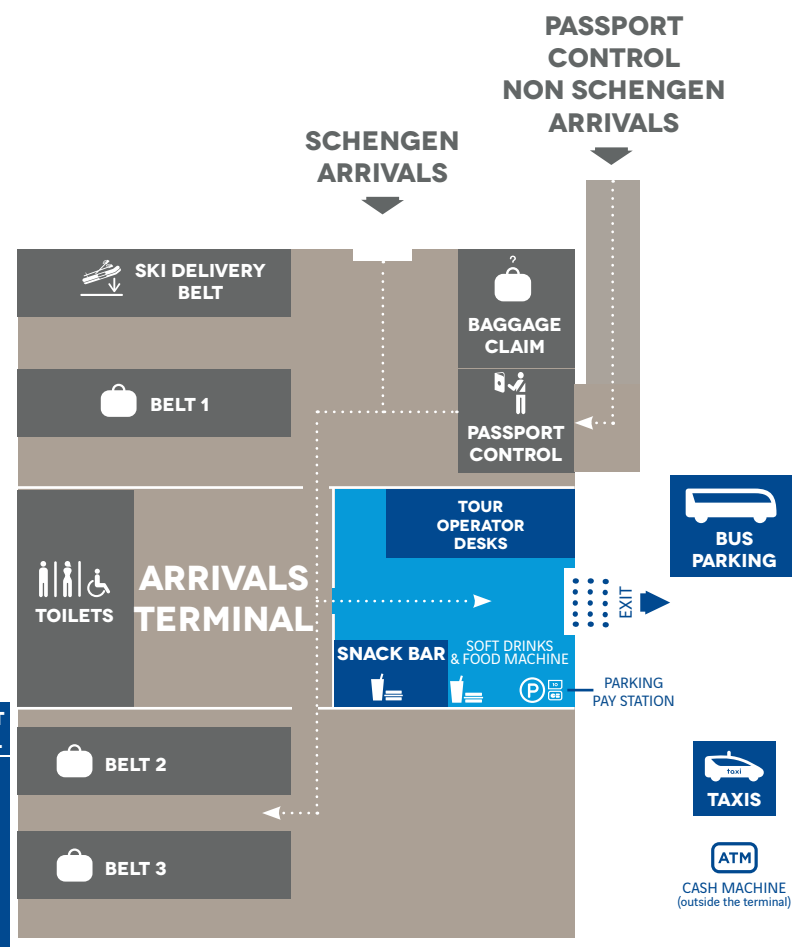 PASSPORT
CONTROL
NON SCHENGEN
ARRIVALS
SCHENGEN
ARRIVALS
SKI DELIVERY
BELT
BAGGAGE
CLAIM
BELT 1
PASSPORT
CONTROL
TOUR
OPERATOR
DESKS
BUS
PARKING
ARRIVALS
TERMINAL
TOILETS
EXIT
SNACK BAR
SOFT DRINKS
& FOOD MACHINE
P
10
PARKING
PAY STATION
T
BELT 2
taxi
TAXIS
BELT 3
ATM
CASH MACHINE
(outside the terminal)